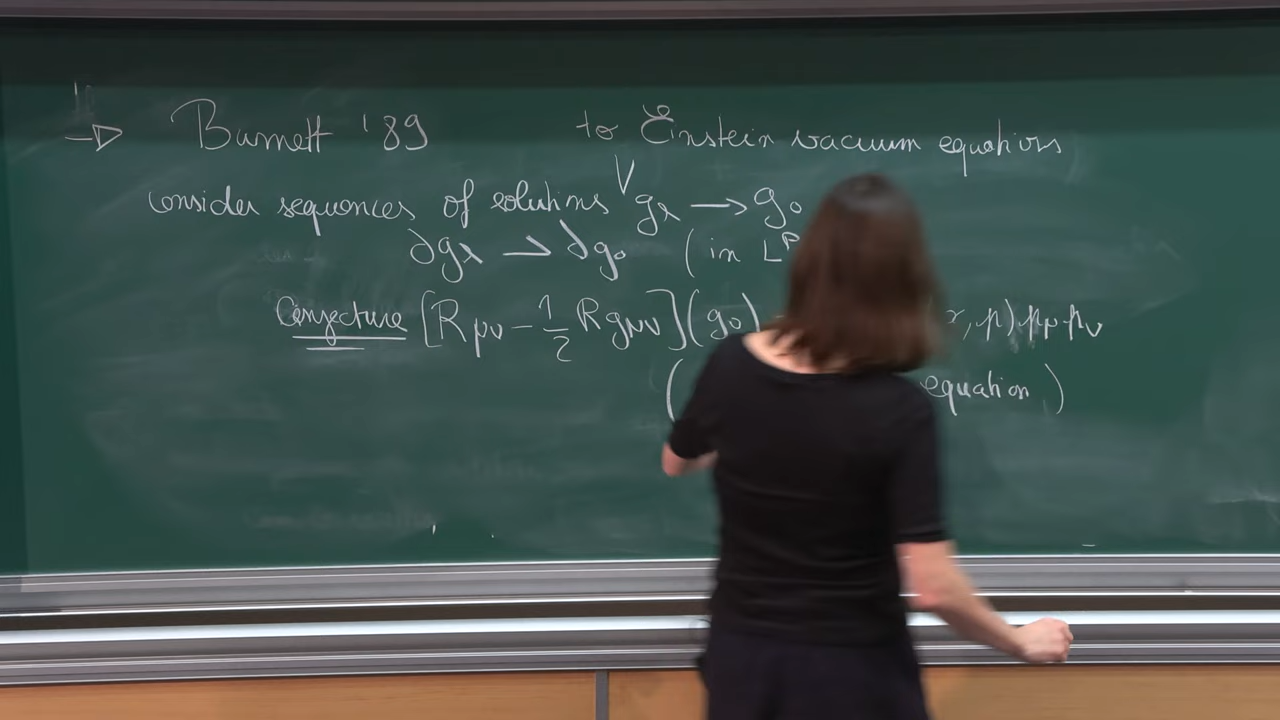 → Burnett '89 to Einstein vacuum equations
consider sequences of solutions ∨ gλ → g₀
∂gλ ⇀ ∂g₀ (in Lᵖ
Conjecture [Rμν − 1/2 R gμν](g₀) x, p) pμ pν
( equation )